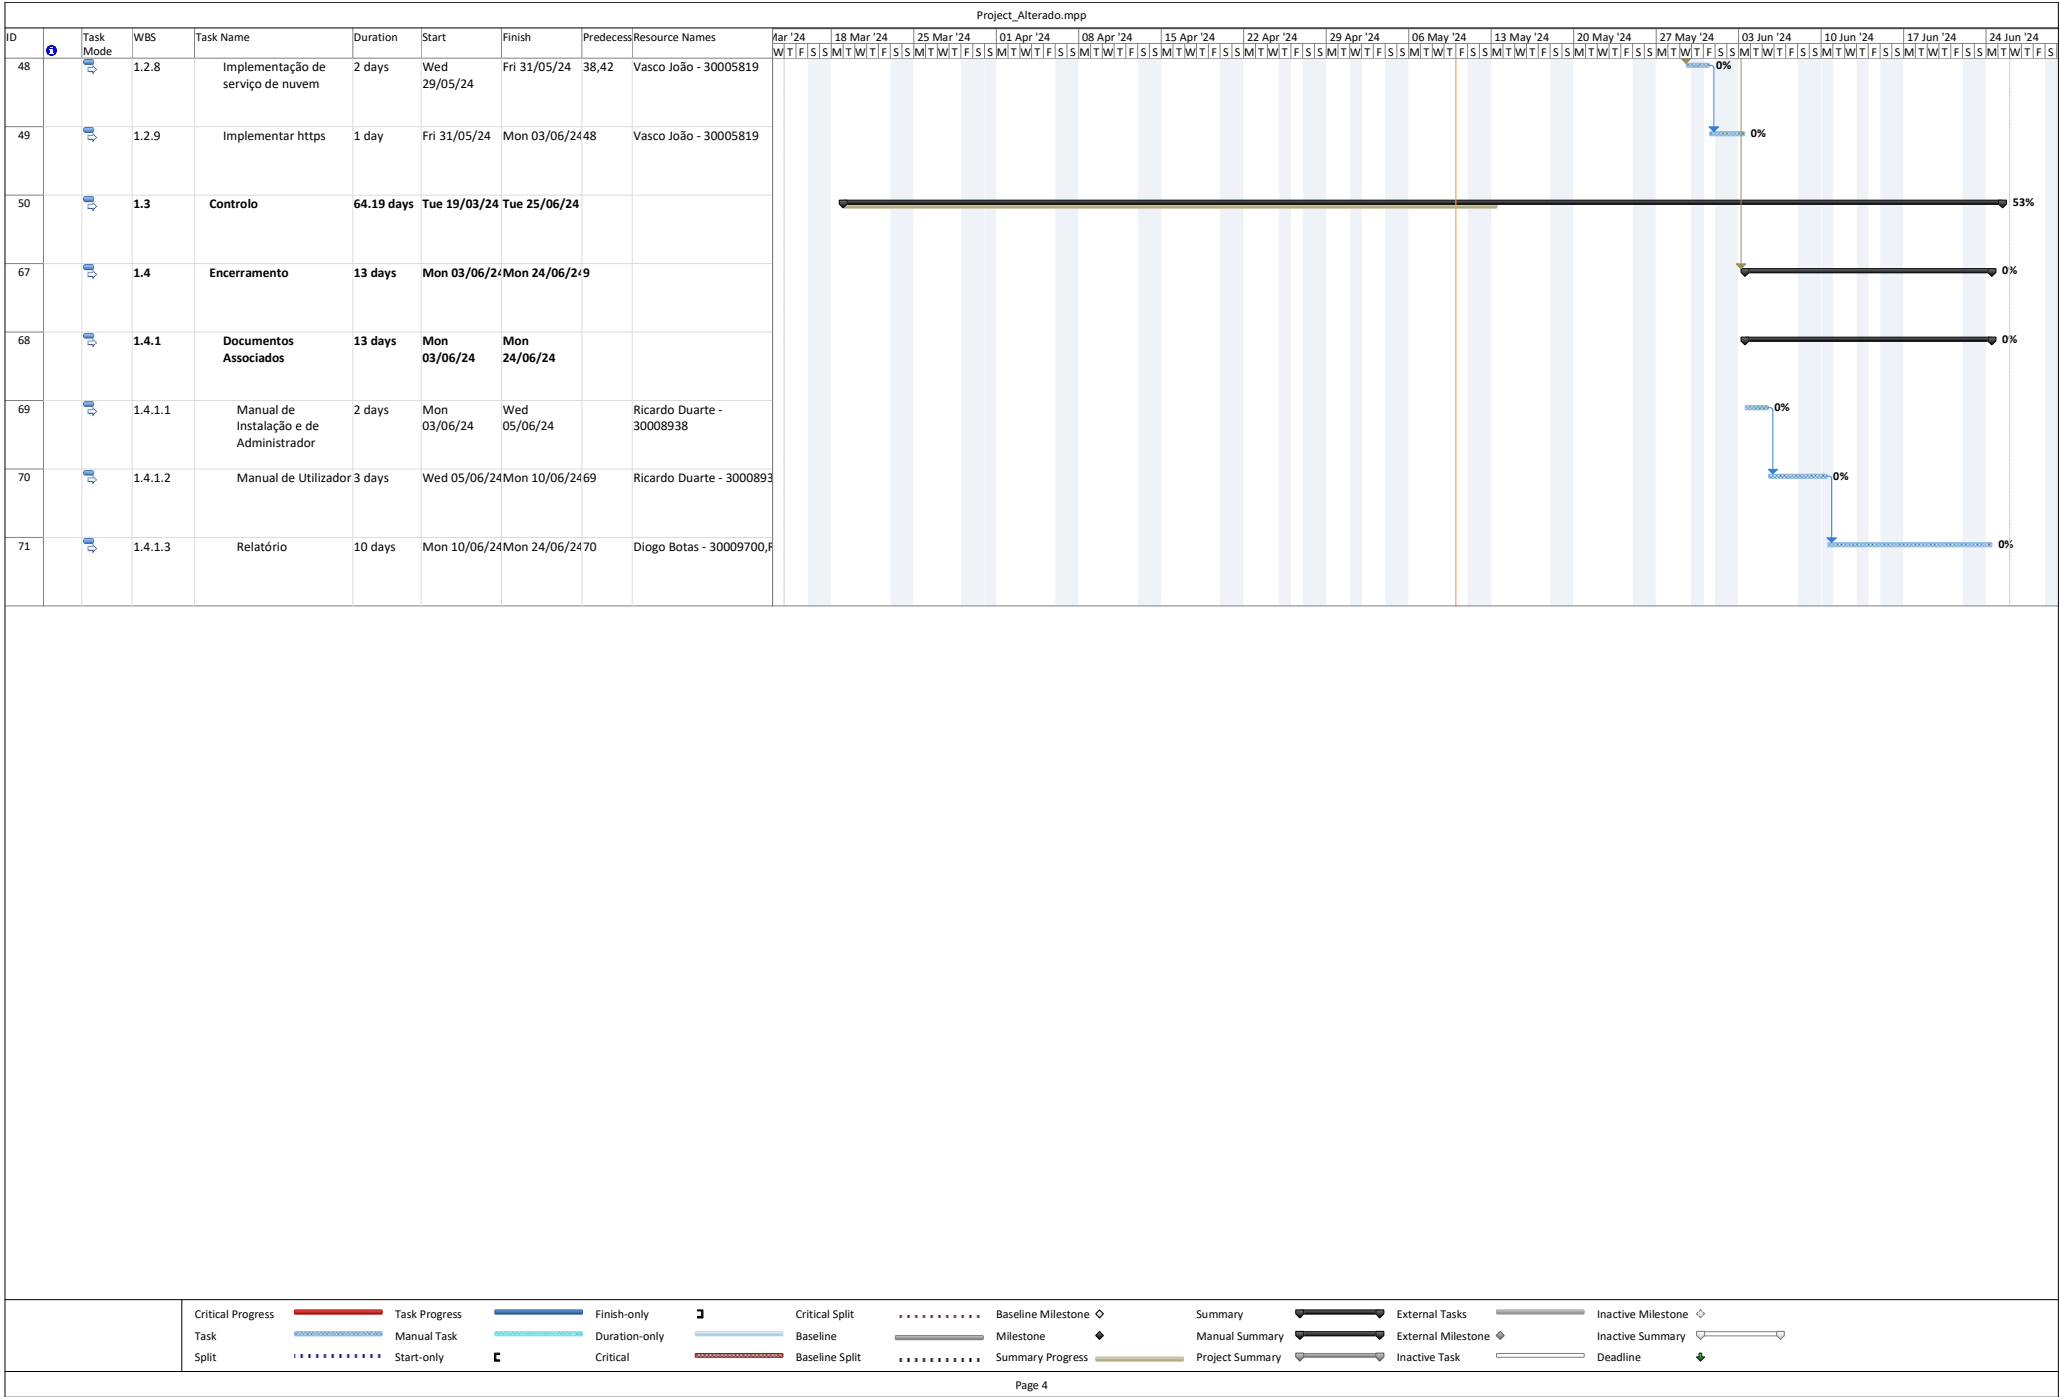 Project_Alterado.mpp
ID Task Mode WBS Task Name Duration Start Finish Predecess Resource Names
Mar '24 18 Mar '24 25 Mar '24 01 Apr '24 08 Apr '24 15 Apr '24 22 Apr '24 29 Apr '24 06 May '24 13 May '24 20 May '24 27 May '24 03 Jun '24 10 Jun '24 17 Jun '24 24 Jun '24
W T F S S M T W T F S S M T W T F S S M T W T F S S M T W T F S S M T W T F S S M T W T F S S M T W T F S S M T W T F S S M T W T F S S M T W T F S S M T W T F S S M T W T F S S M T W T F S S M T W T F S S M T W T F S
48 1.2.8 Implementação de serviço de nuvem 2 days Wed 29/05/24 Fri 31/05/24 38,42 Vasco João - 30005819 0%
49 1.2.9 Implementar https 1 day Fri 31/05/24 Mon 03/06/24 48 Vasco João - 30005819 0%
50 1.3 Controlo 64.19 days Tue 19/03/24 Tue 25/06/24 53%
67 1.4 Encerramento 13 days Mon 03/06/24 Mon 24/06/24 9 0%
68 1.4.1 Documentos Associados 13 days Mon 03/06/24 Mon 24/06/24 0%
69 1.4.1.1 Manual de Instalação e de Administrador 2 days Mon 03/06/24 Wed 05/06/24 Ricardo Duarte - 30008938 0%
70 1.4.1.2 Manual de Utilizador 3 days Wed 05/06/24 Mon 10/06/24 69 Ricardo Duarte - 3000893 0%
71 1.4.1.3 Relatório 10 days Mon 10/06/24 Mon 24/06/24 70 Diogo Botas - 30009700, 0%
Critical Progress Task Progress Finish-only Critical Split Baseline Milestone Summary External Tasks Inactive Milestone
Task Manual Task Duration-only Baseline Milestone Manual Summary External Milestone Inactive Summary
Split Start-only Critical Baseline Split Summary Progress Project Summary Inactive Task Deadline
Page 4